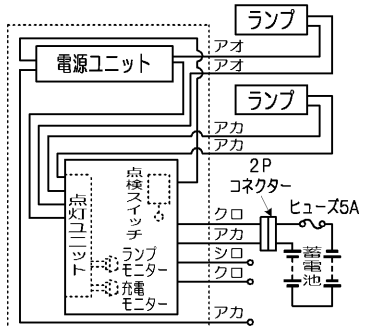 ランプ
アオ
アオ
電源ユニット
ランプ
アカ
アカ
2P
コネクター
点検スイッチ
ヒューズ5A
点灯ユニット
クロ
アカ
蓄電池
ランプ
モニター
シロ
充電
モニター
クロ
アカ